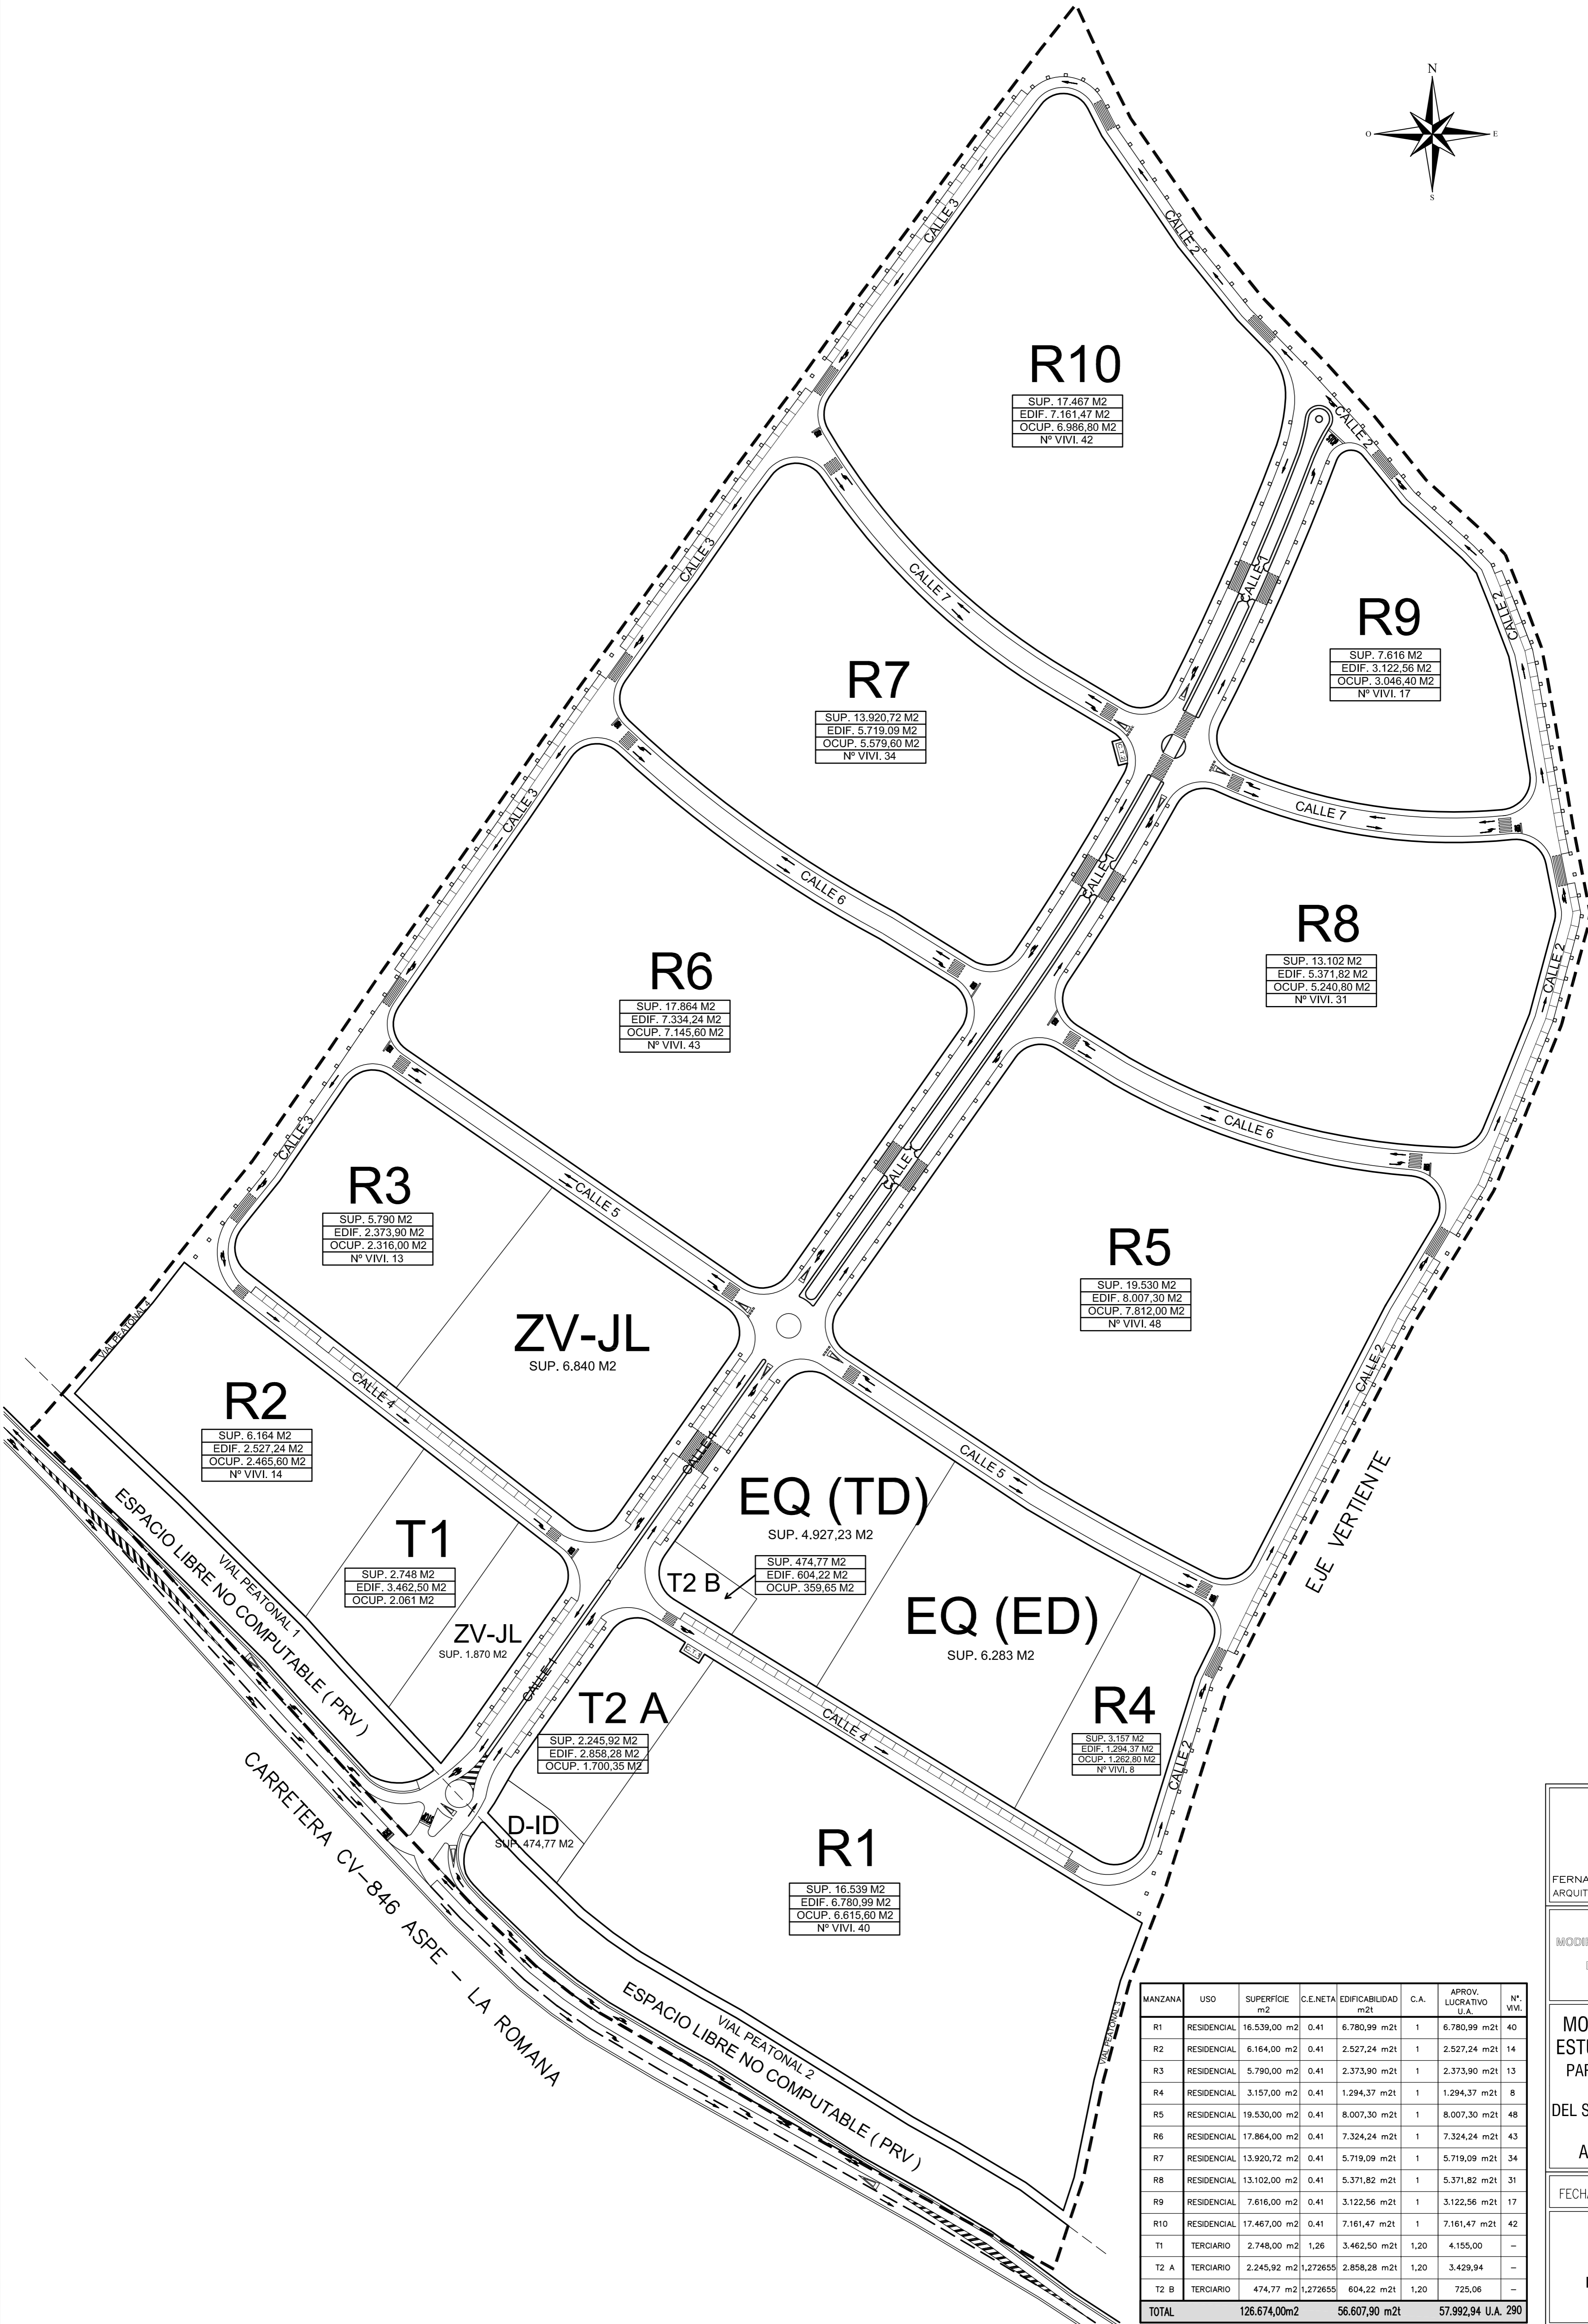 N
O
E
S
CALLE 3
CALLE 2
R10
SUP. 17.467 M2
EDIF. 7.161,47 M2
OCUP. 6.986,80 M2
Nº VIVI. 42
CALLE 2
CALLE 3
CALLE 7
CALLE 1
CALLE 2
R9
SUP. 7.616 M2
EDIF. 3.122,56 M2
OCUP. 3.046,40 M2
Nº VIVI. 17
R7
SUP. 13.920,72 M2
EDIF. 5.719.09 M2
OCUP. 5.579,60 M2
Nº VIVI. 34
C.T.2
CALLE 3
CALLE 7
CALLE 6
CALLE 1
R8
SUP. 13.102 M2
EDIF. 5.371,82 M2
OCUP. 5.240,80 M2
Nº VIVI. 31
CALLE 2
R6
SUP. 17.864 M2
EDIF. 7.334,24 M2
OCUP. 7.145,60 M2
Nº VIVI. 43
CALLE 6
CALLE 3
CALLE 1
R3
SUP. 5.790 M2
EDIF. 2.373,90 M2
OCUP. 2.316,00 M2
Nº VIVI. 13
CALLE 5
R5
SUP. 19.530 M2
EDIF. 8.007,30 M2
OCUP. 7.812,00 M2
Nº VIVI. 48
VIAL PEATONAL 4
ZV-JL
SUP. 6.840 M2
CALLE 4
CALLE 2
R2
SUP. 6.164 M2
EDIF. 2.527,24 M2
OCUP. 2.465,60 M2
Nº VIVI. 14
CALLE 1
CALLE 5
EQ (TD)
SUP. 4.927,23 M2
EJE VERTIENTE
T1
SUP. 2.748 M2
EDIF. 3.462,50 M2
OCUP. 2.061 M2
T2 B
SUP. 474,77 M2
EDIF. 604,22 M2
OCUP. 359,65 M2
EQ (ED)
SUP. 6.283 M2
VIAL PEATONAL 1
ESPACIO LIBRE NO COMPUTABLE ( PRV )
ZV-JL
SUP. 1.870 M2
C.T.1
CALLE 1
T2 A
SUP. 2.245,92 M2
EDIF. 2.858,28 M2
OCUP. 1.700,35 M2
CALLE 4
R4
SUP. 3.157 M2
EDIF. 1.294,37 M2
OCUP. 1.262,80 M2
Nº VIVI. 8
CALLE 2
D-ID
SUP. 474,77 M2
R1
SUP. 16.539 M2
EDIF. 6.780,99 M2
OCUP. 6.615,60 M2
Nº VIVI. 40
CARRETERA CV-846 ASPE - LA ROMANA
VIAL PEATONAL 2
ESPACIO LIBRE NO COMPUTABLE ( PRV )
VIAL PEATONAL 3
MANZANA USO SUPERFÍCIE m2 C.E.NETA EDIFICABILIDAD m2t C.A. APROV. LUCRATIVO U.A. Nº. VIVI.
R1 RESIDENCIAL 16.539,00 m2 0.41 6.780,99 m2t 1 6.780,99 m2t 40
R2 RESIDENCIAL 6.164,00 m2 0.41 2.527,24 m2t 1 2.527,24 m2t 14
R3 RESIDENCIAL 5.790,00 m2 0.41 2.373,90 m2t 1 2.373,90 m2t 13
R4 RESIDENCIAL 3.157,00 m2 0.41 1.294,37 m2t 1 1.294,37 m2t 8
R5 RESIDENCIAL 19.530,00 m2 0.41 8.007,30 m2t 1 8.007,30 m2t 48
R6 RESIDENCIAL 17.864,00 m2 0.41 7.324,24 m2t 1 7.324,24 m2t 43
R7 RESIDENCIAL 13.920,72 m2 0.41 5.719,09 m2t 1 5.719,09 m2t 34
R8 RESIDENCIAL 13.102,00 m2 0.41 5.371,82 m2t 1 5.371,82 m2t 31
R9 RESIDENCIAL 7.616,00 m2 0.41 3.122,56 m2t 1 3.122,56 m2t 17
R10 RESIDENCIAL 17.467,00 m2 0.41 7.161,47 m2t 1 7.161,47 m2t 42
T1 TERCIARIO 2.748,00 m2 1,26 3.462,50 m2t 1,20 4.155,00 –
T2 A TERCIARIO 2.245,92 m2 1,272655 2.858,28 m2t 1,20 3.429,94 –
T2 B TERCIARIO 474,77 m2 1,272655 604,22 m2t 1,20 725,06 –
TOTAL 126.674,00m2 56.607,90 m2t 57.992,94 U.A. 290
FERNA
ARQUIT
MO
ESTU
PAR
DEL S
A
FECHA